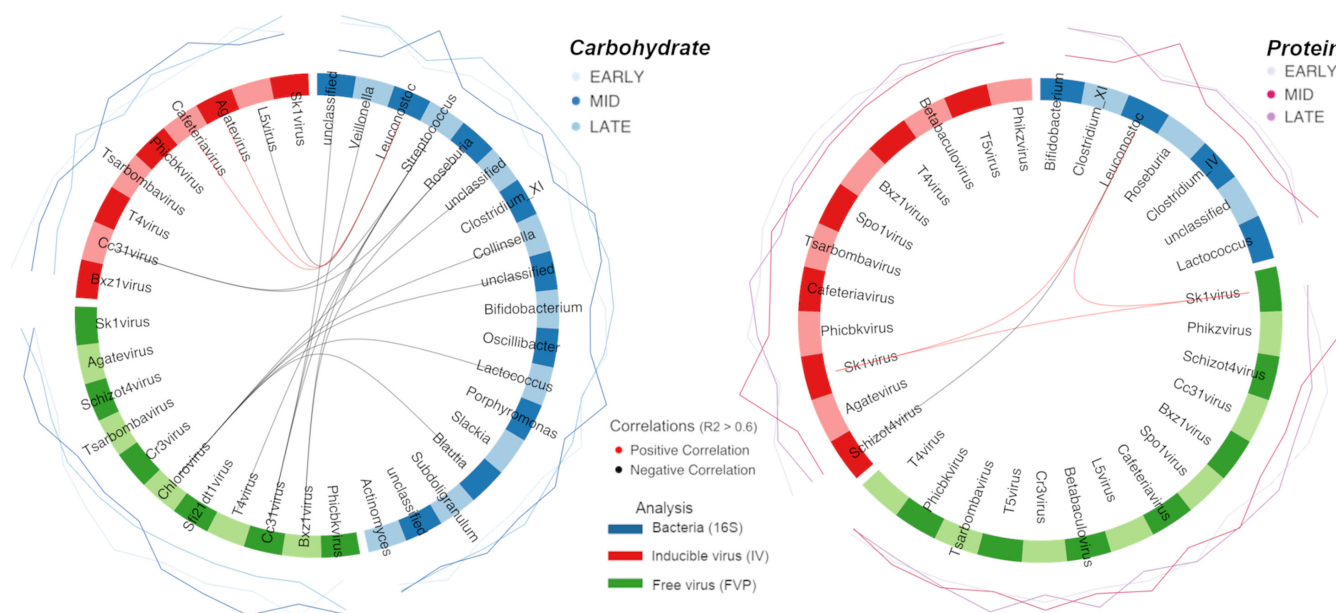 Carbohydrate
EARLY
MID
LATE
unclassified
Veillonella
Leuconostoc
Streptococcus
Roseburia
unclassified
Clostridium_XI
Collinsella
unclassified
Bifidobacterium
Oscillibacter
Lactococcus
Porphyromonas
Slackia
Blautia
Subdoligranulum
unclassified
Actinomyces
Phicbkvirus
Bxz1virus
Cc31virus
T4virus
Sfi21dt1virus
Chlorovirus
Cr3virus
Tsarbombavirus
Schizot4virus
Agatevirus
Sk1virus
Bxz1virus
Cc31virus
T4virus
Tsarbombavirus
Phicbkvirus
Cafeteriavirus
Agatevirus
L5virus
Sk1virus
Correlations (R2 > 0.6)
Positive Correlation
Negative Correlation
Analysis
Bacteria (16S)
Inducible virus (IV)
Free virus (FVP)
Protein
EARLY
MID
LATE
Bifidobacterium
Clostridium_XI
Leuconostoc
Roseburia
Clostridium_IV
unclassified
Lactococcus
Sk1virus
Phikzvirus
Schizot4virus
Cc31virus
Bxz1virus
Spo1virus
Cafeteriavirus
L5virus
Betabaculovirus
Cr3virus
T5virus
Tsarbombavirus
Phicbkvirus
T4virus
Schizot4virus
Agatevirus
Sk1virus
Phicbkvirus
Cafeteriavirus
Tsarbombavirus
Spo1virus
Bxz1virus
T4virus
Betabaculovirus
T5virus
Phikzvirus